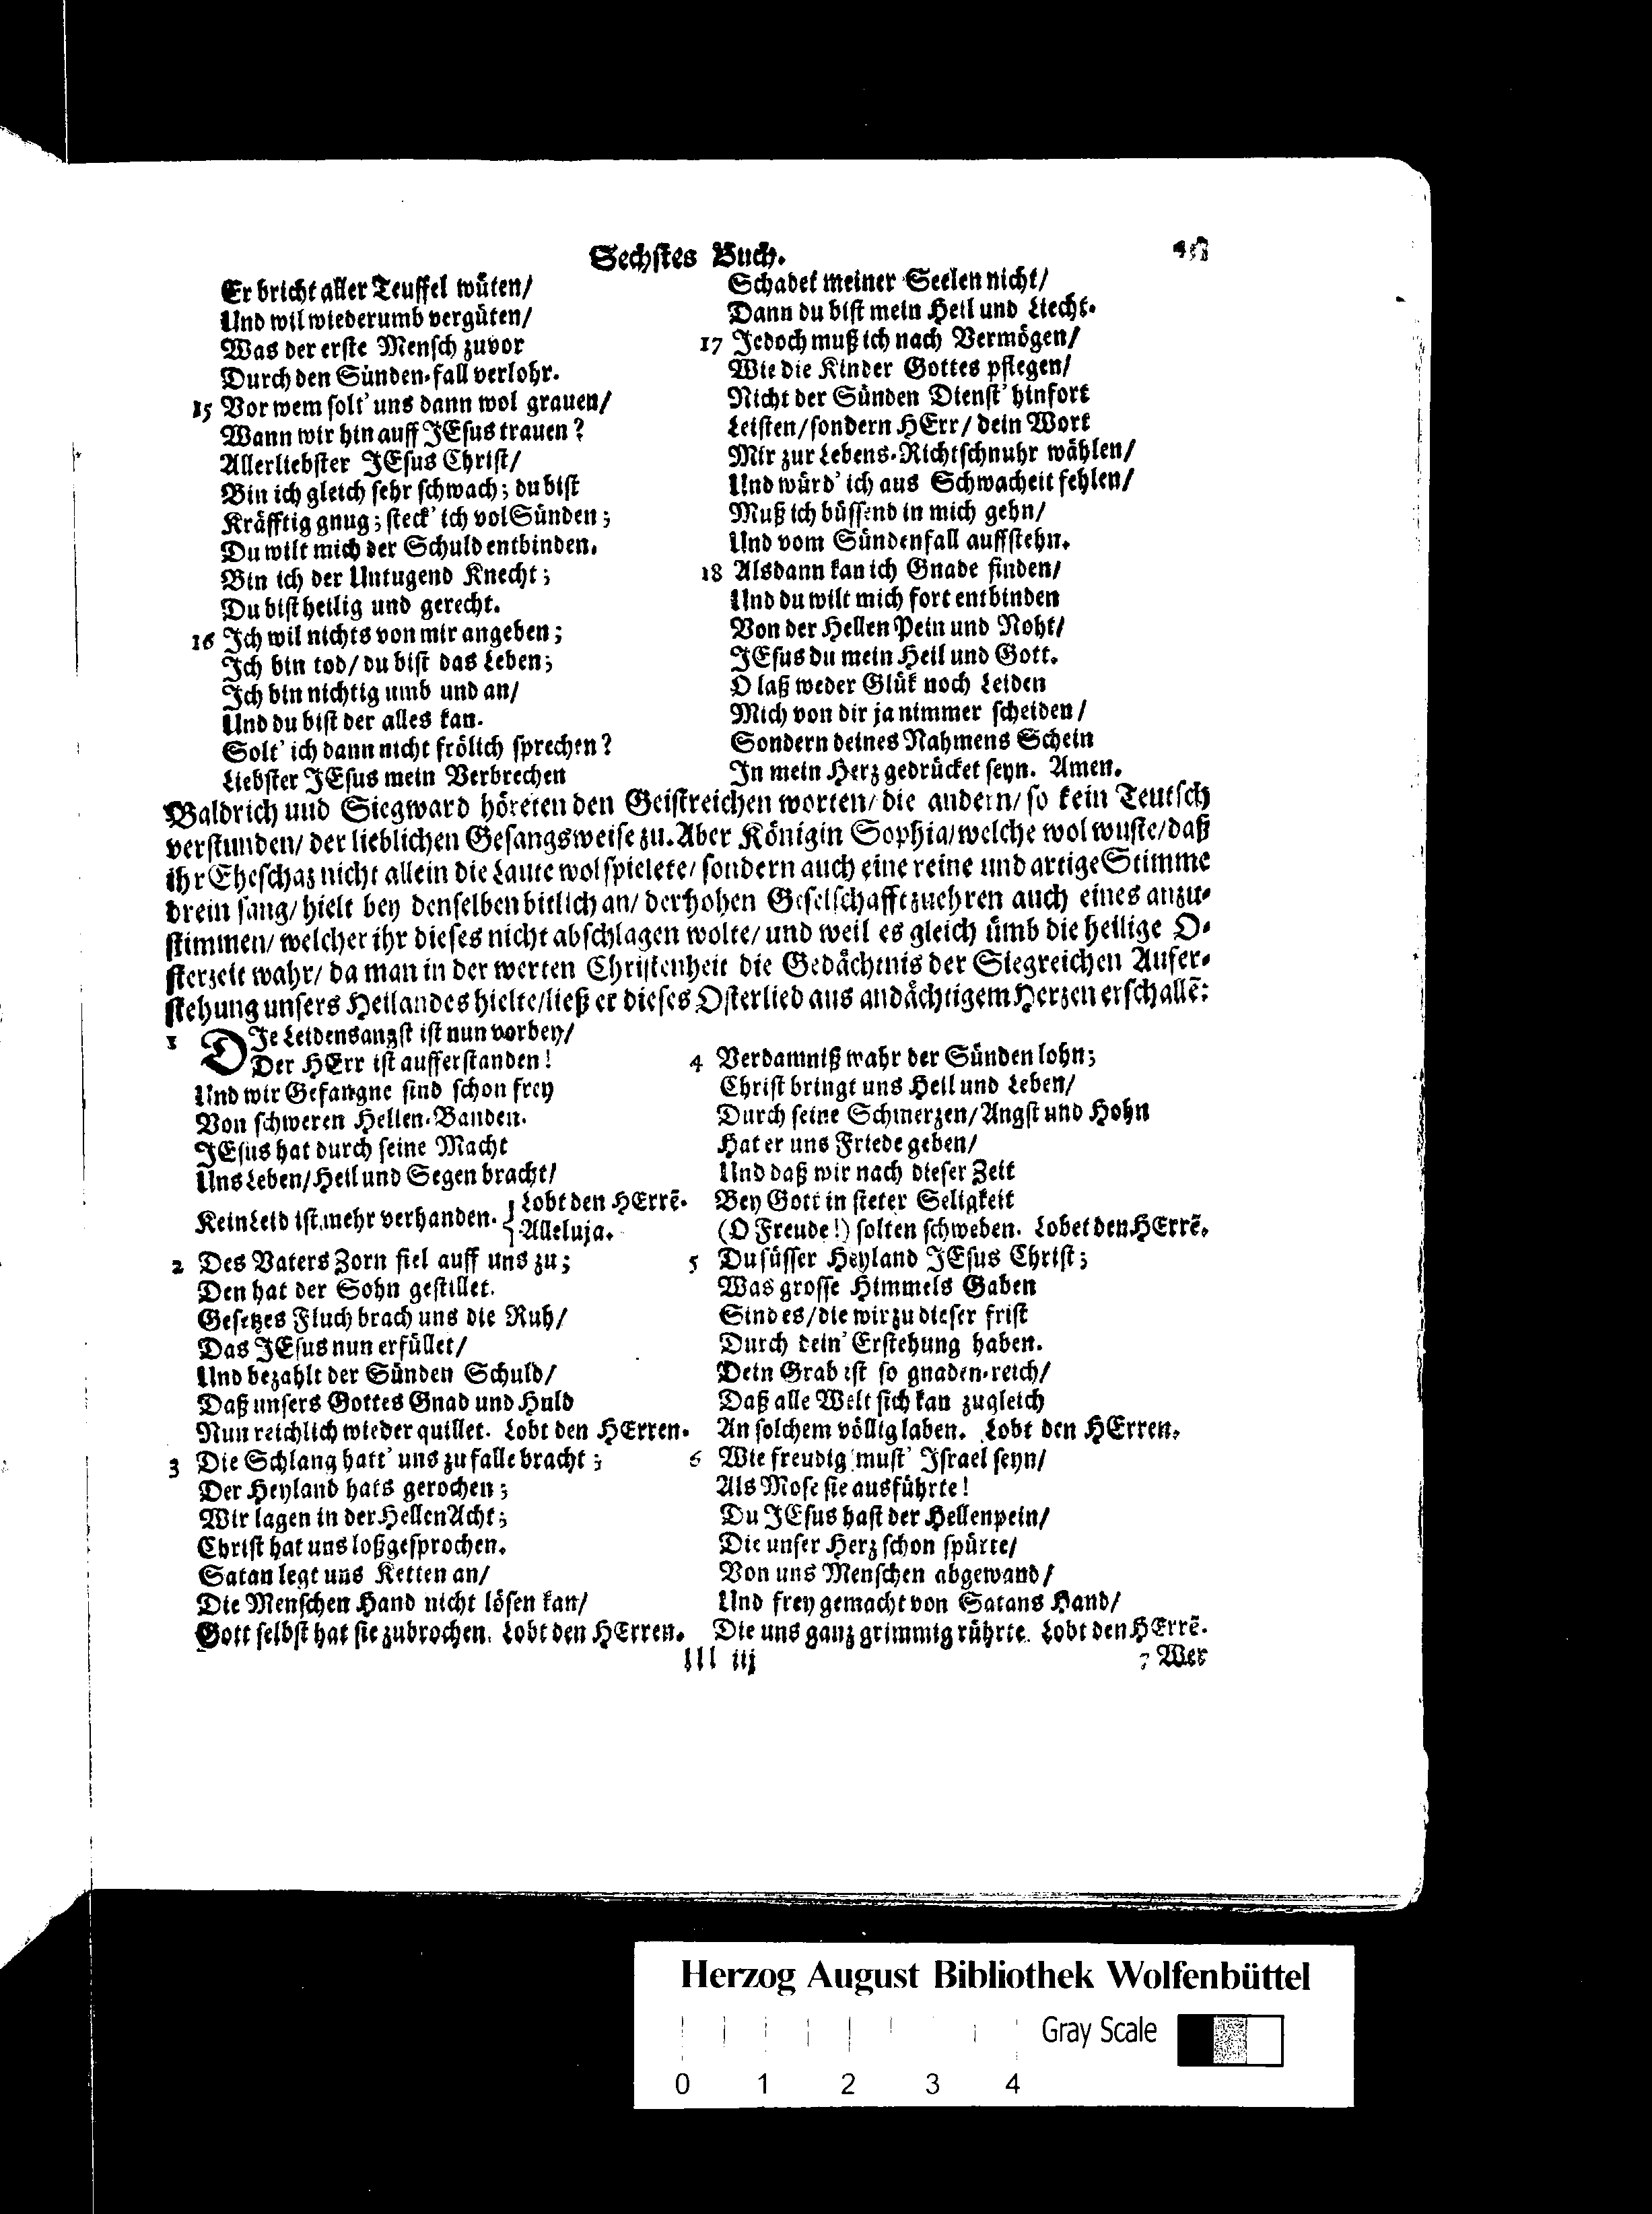 Sechstes Buch.
Er bricht aller Teuffel wüten/
Und wil wiederumb vergüten/
Was der erste Mensch zuvor
Durch den Sünden-fall verlohr.
15 Vor wem solt' uns dann wol grauen/
Wann wir hin auff JEsus trauen?
Allerliebster JEsus Christ/
Bin ich gleich sehr schwach; du bist
Kräfftig gnug; steck' ich vol Sünden;
Du wilt mich der Schuld entbinden.
Bin ich der Untugend Knecht;
Du bist heilig und gerecht.
16 Ich wil nichts von mir angeben;
Ich bin tod/ du bist das Leben;
Ich bin nichtig umb und an/
Und du bist der alles kan.
Solt' ich dann nicht frölich sprechen?
Liebster JEsus mein Verbrechen
Schadet meiner Seelen nicht/
Dann du bist mein Heil und Liecht.
17 Jedoch muß ich nach Vermögen/
Wie die Kinder Gottes pflegen/
Nicht der Sünden Dienst' hinfort
Leisten/ sondern HErr/ dein Wort
Mir zur Lebens-Richtschnuhr wählen/
Und würd' ich aus Schwacheit fehlen/
Muß ich büssend in mich gehn/
Und vom Sündenfall auffstehn.
18 Alsdann kan ich Gnade finden/
Und du wilt mich fort entbinden
Von der Hellen Pein und Noht/
JEsus du mein Heil und Gott.
O laß weder Glük noch Leiden
Mich von dir ja nimmer scheiden/
Sondern deines Nahmens Schein
In mein Herz gedrücket seyn. Amen.
Waldrich und Siegward höreten den Geistreichen worten/ die andern/ so kein Teutsch
verstunden/ der lieblichen Gesangsweise zu. Aber Königin Sophia/ welche wol wuste/ daß
ihr Eheschaz nicht allein die Laute wol spielete/ sondern auch eine reine und artige Stimme
drein sang/ hielt bey denselben bitlich an/ der hohen Geselschafft zuehren auch eines anzu-
stimmen/ welcher ihr dieses nicht abschlagen wolte/ und weil es gleich ümb die heilige O-
sterzeit wahr/ da man in der werten Christenheit die Gedächtnis der Siegreichen Aufer-
stehung unsers Heilandes hielte/ ließ er dieses Osterlied aus andächtigem Herzen erschallē:
1 DJe Leidensangst ist nun vorbey/
Der HErr ist aufferstanden!
Und wir Gefangne sind schon frey
Von schweren Hellen-Banden.
JEsus hat durch seine Macht
Uns Leben/ Heil und Segen bracht/
Kein Leid ist mehr verhanden. { Lobt den HErrē.
Alleluja.
2 Des Vaters Zorn fiel auff uns zu;
Den hat der Sohn gestillet.
Gesetzes Fluch brach uns die Ruh/
Das JEsus nun erfüllet/
Und bezahlt der Sünden Schuld/
Daß unsers Gottes Gnad und Huld
Nun reichlich wieder quillet. Lobt den HErren.
3 Die Schlang hatt' uns zu falle bracht;
Der Heyland hats gerochen;
Wir lagen in der Hellen Acht;
Christ hat uns loßgesprochen.
Satan legt uns Ketten an/
Die Menschen Hand nicht lösen kan/
Gott selbst hat sie zubrochen. Lobt den HErren.
4 Verdamniß wahr der Sünden lohn;
Christ bringt uns Heil und Leben/
Durch seine Schmerzen/ Angst und Hohn
Hat er uns Friede geben/
Und daß wir nach dieser Zeit
Bey Gott in steter Seligkeit
(O Freude!) solten schweben. Lobet den HErrē.
5 Du süsser Heyland JEsus Christ;
Was grosse Himmels Gaben
Sind es/ die wir zu dieser frist
Durch dein' Erstehung haben.
Dein Grab ist so gnaden-reich/
Daß alle Welt sich kan zugleich
An solchem völlig laben. Lobt den HErren.
6 Wie freudig must' Israel seyn/
Als Mose sie ausführte!
Du JEsus hast der Hellenpein/
Die unser Herz schon spürte/
Von uns Menschen abgewand/
Und frey gemacht von Satans Hand/
Die uns ganz grimmig rührte. Lobt den HErrē.
lll iij
7 Wer
Herzog August Bibliothek Wolfenbüttel
Gray Scale
0 1 2 3 4